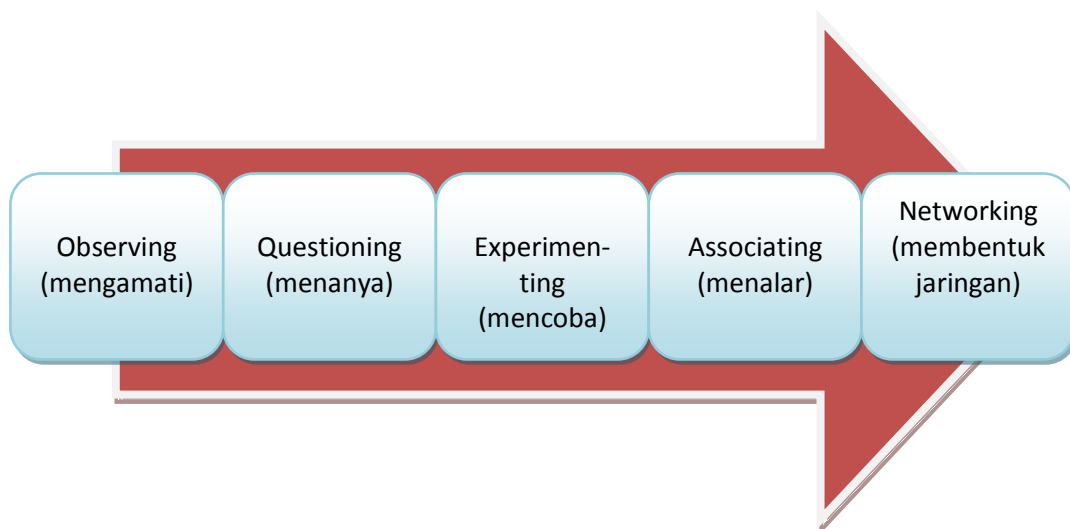 Observing
(mengamati)
Questioning
(menanya)
Experimen-
ting
(mencoba)
Associating
(menalar)
Networking
(membentuk
jaringan)